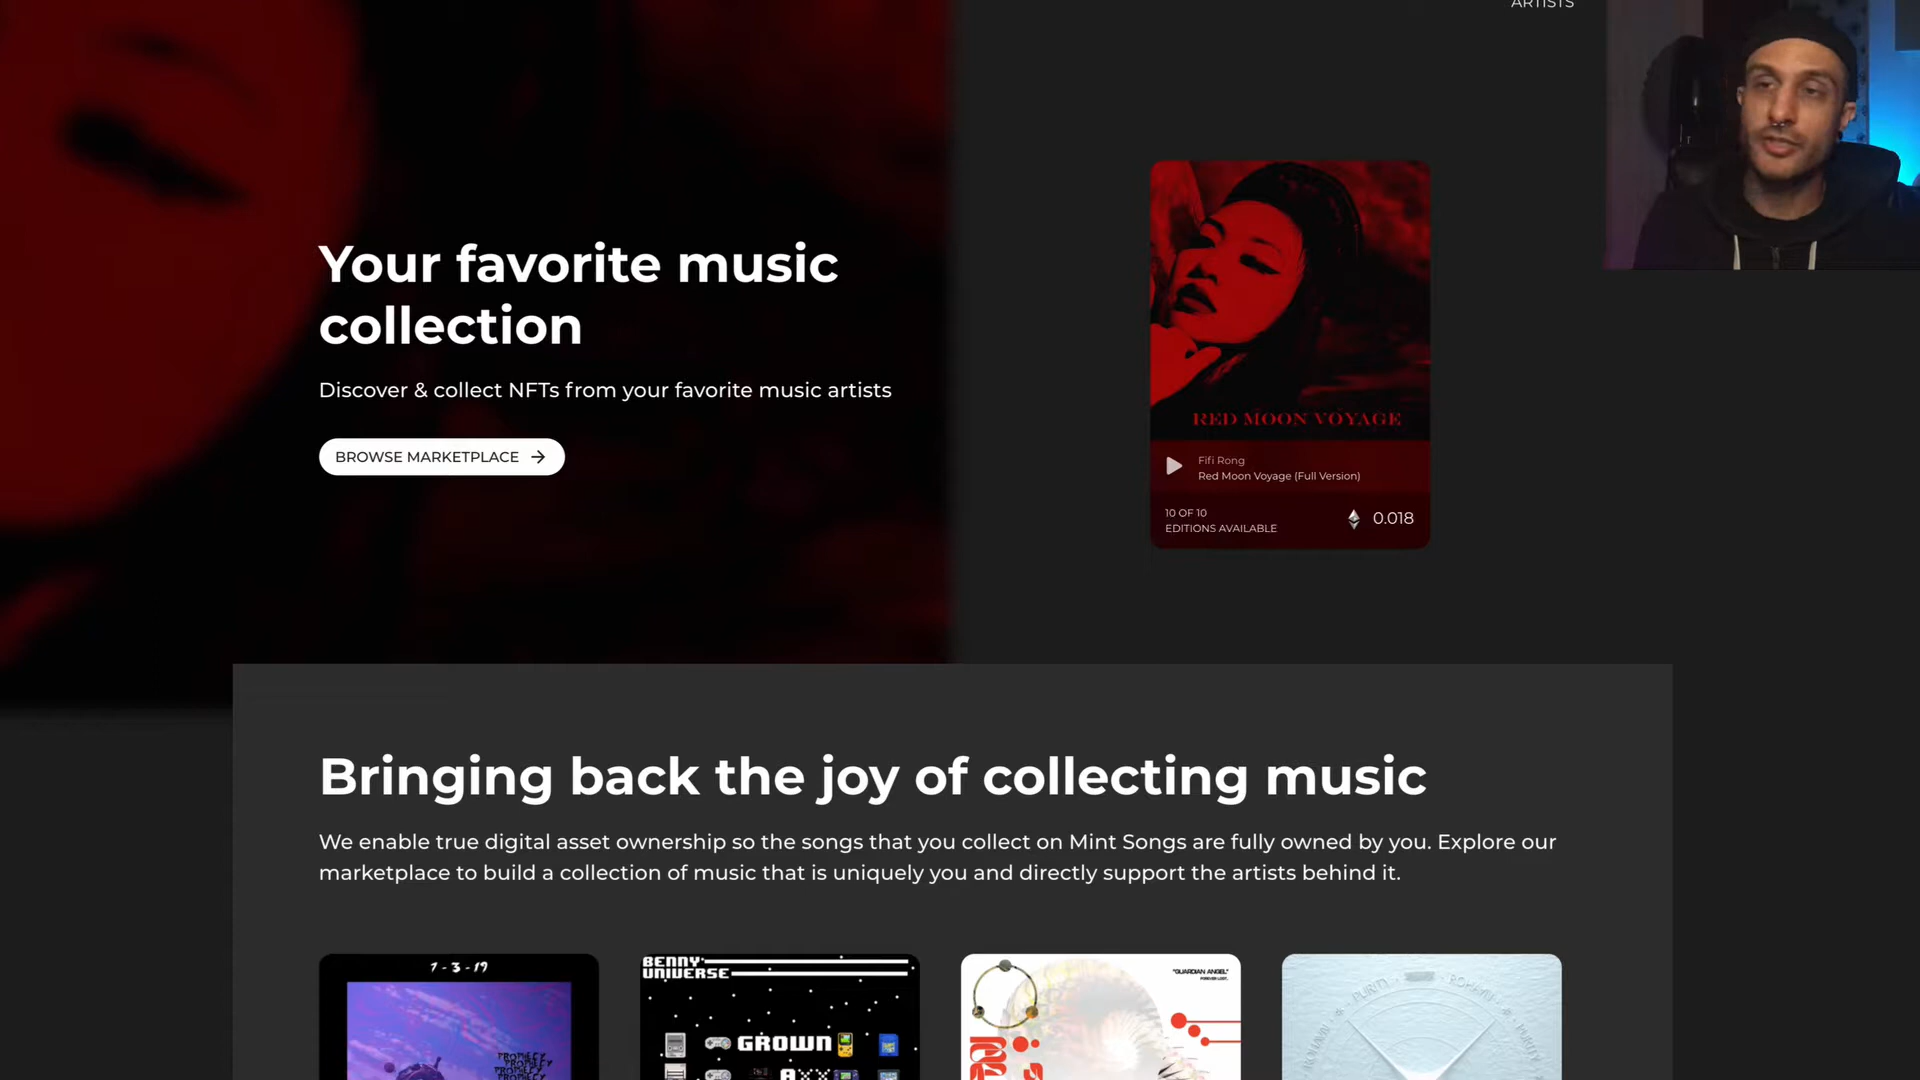 ARTISTS
Your favorite music
collection
Discover & collect NFTs from your favorite music artists
BROWSE MARKETPLACE
RED MOON VOYAGE
Fifi Rong
Red Moon Voyage (Full Version)
10 OF 10
EDITIONS AVAILABLE
0.018
Bringing back the joy of collecting music
We enable true digital asset ownership so the songs that you collect on Mint Songs are fully owned by you. Explore our
marketplace to build a collection of music that is uniquely you and directly support the artists behind it.
7-3-19
PROPHECY
PROPHECY
PROPHECY
BENNY
UNIVERSE
GROWN
"GUARDIAN ANGEL"
PURITY